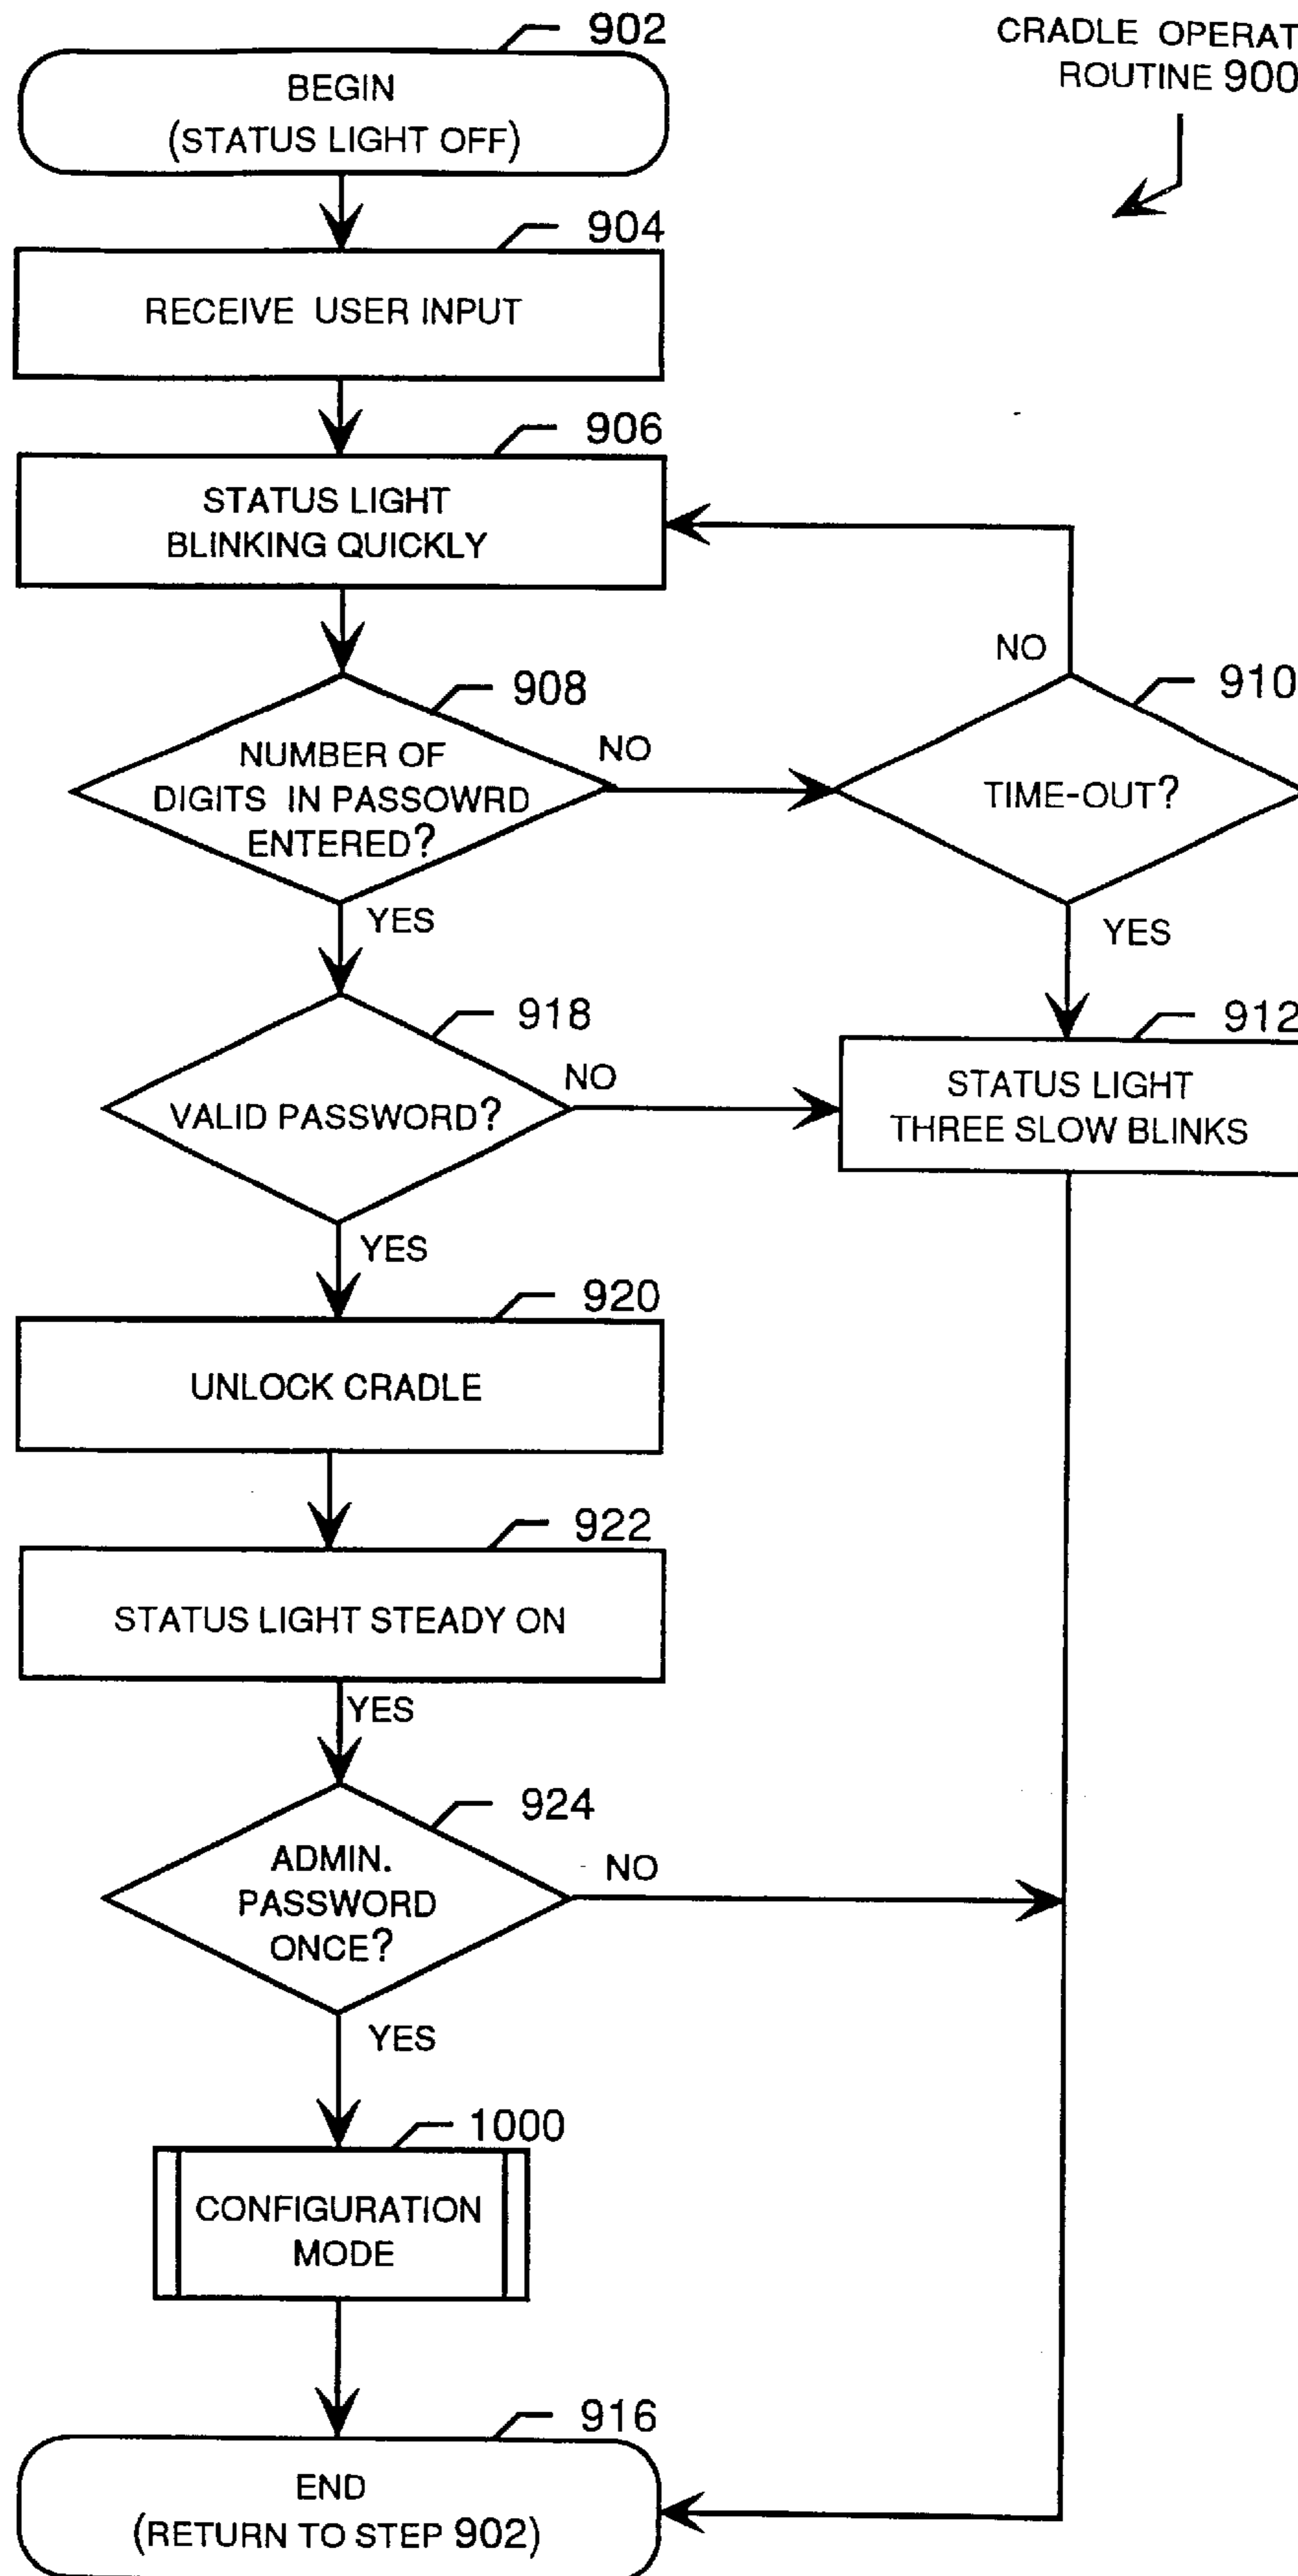 902
CRADLE OPERAT
ROUTINE 900
BEGIN
(STATUS LIGHT OFF)
904
RECEIVE USER INPUT
906
STATUS LIGHT
BLINKING QUICKLY
NO
908
910
NUMBER OF
DIGITS IN PASSOWRD
ENTERED?
NO
TIME-OUT?
YES
YES
918
912
VALID PASSWORD?
NO
STATUS LIGHT
THREE SLOW BLINKS
YES
920
UNLOCK CRADLE
922
STATUS LIGHT STEADY ON
YES
924
ADMIN.
PASSWORD
ONCE?
NO
YES
1000
CONFIGURATION
MODE
916
END
(RETURN TO STEP 902)